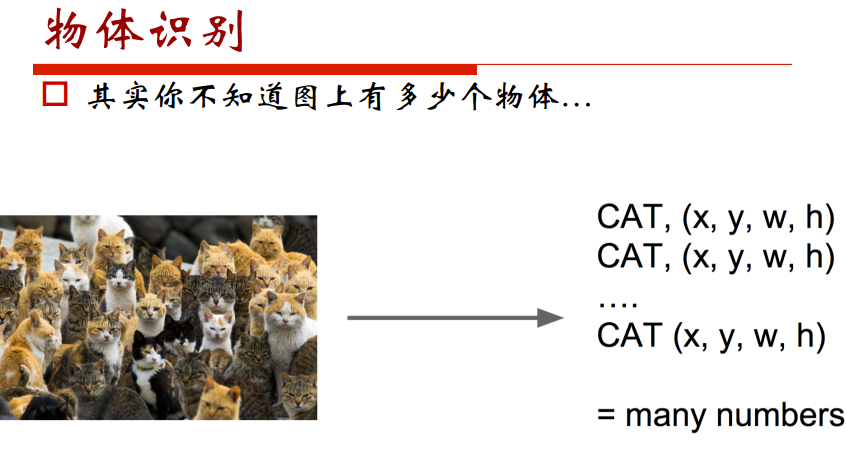 物体识别
其实你不知道图上有多少个物体…
CAT, (x, y, w, h)
CAT, (x, y, w, h)
….
CAT (x, y, w, h)
= many numbers